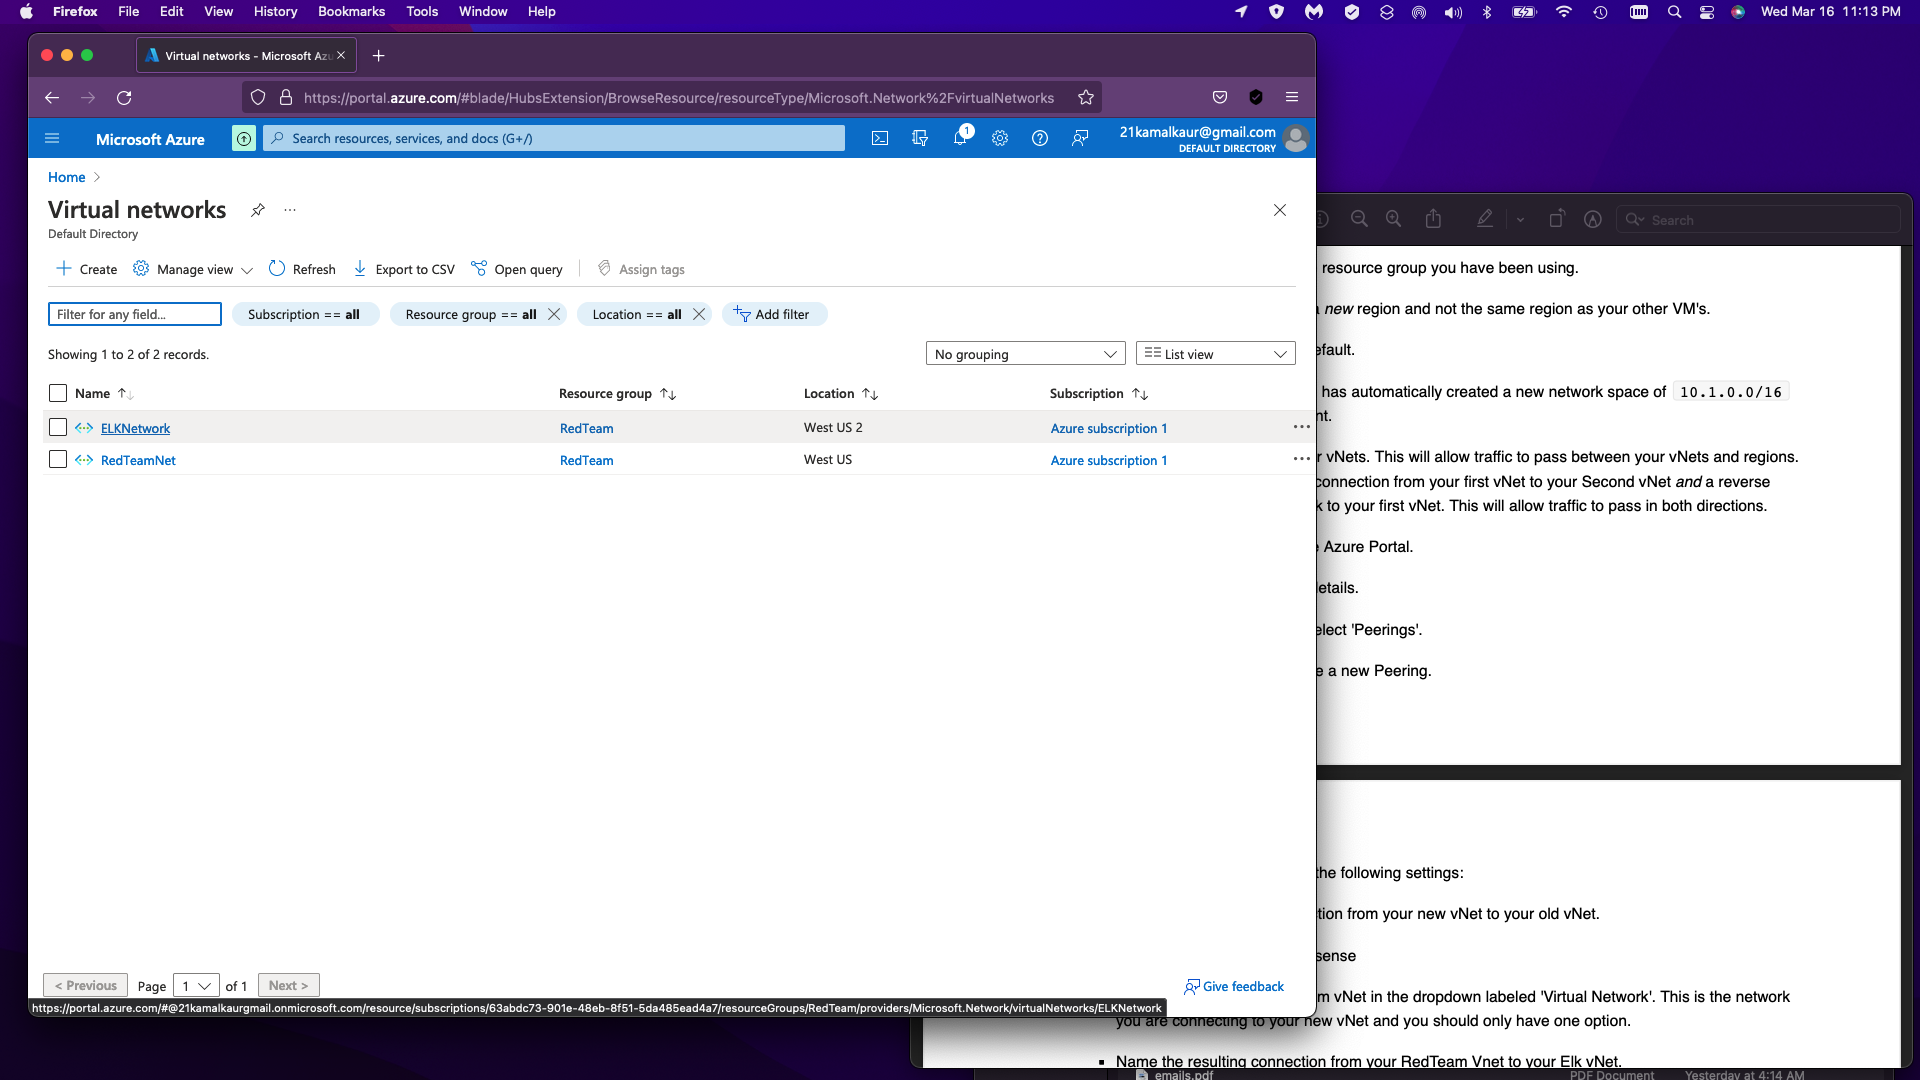 Firefox File Edit View History Bookmarks Tools Window Help
Wed Mar 16 11:13 PM
Virtual networks - Microsoft Azu
https://portal.azure.com/#blade/HubsExtension/BrowseResource/resourceType/Microsoft.Network%2FvirtualNetworks
Microsoft Azure
Search resources, services, and docs (G+/)
1
21kamalkaur@gmail.com
DEFAULT DIRECTORY
Home
Virtual networks
...
Default Directory
Create Manage view Refresh Export to CSV Open query Assign tags
Filter for any field... Subscription == all Resource group == all Location == all Add filter
Showing 1 to 2 of 2 records.
No grouping List view
Name Resource group Location Subscription
ELKNetwork RedTeam West US 2 Azure subscription 1 ...
RedTeamNet RedTeam West US Azure subscription 1 ...
< Previous Page 1 of 1 Next >
Give feedback
https://portal.azure.com/#@21kamalkaurgmail.onmicrosoft.com/resource/subscriptions/63abdc73-901e-48eb-8f51-5da485ead4a7/resourceGroups/RedTeam/providers/Microsoft.Network/virtualNetworks/ELKNetwork
Search
resource group you have been using.
new region and not the same region as your other VM's.
efault.
has automatically created a new network space of 10.1.0.0/16
nt.
r vNets. This will allow traffic to pass between your vNets and regions.
connection from your first vNet to your Second vNet and a reverse
k to your first vNet. This will allow traffic to pass in both directions.
Azure Portal.
etails.
elect 'Peerings'.
e a new Peering.
the following settings:
tion from your new vNet to your old vNet.
sense
m vNet in the dropdown labeled 'Virtual Network'. This is the network
you are connecting to your new vNet and you should only have one option.
▪ Name the resulting connection from your RedTeam Vnet to your Elk vNet.
emails.pdf PDF Document Yesterday at 4:14 AM